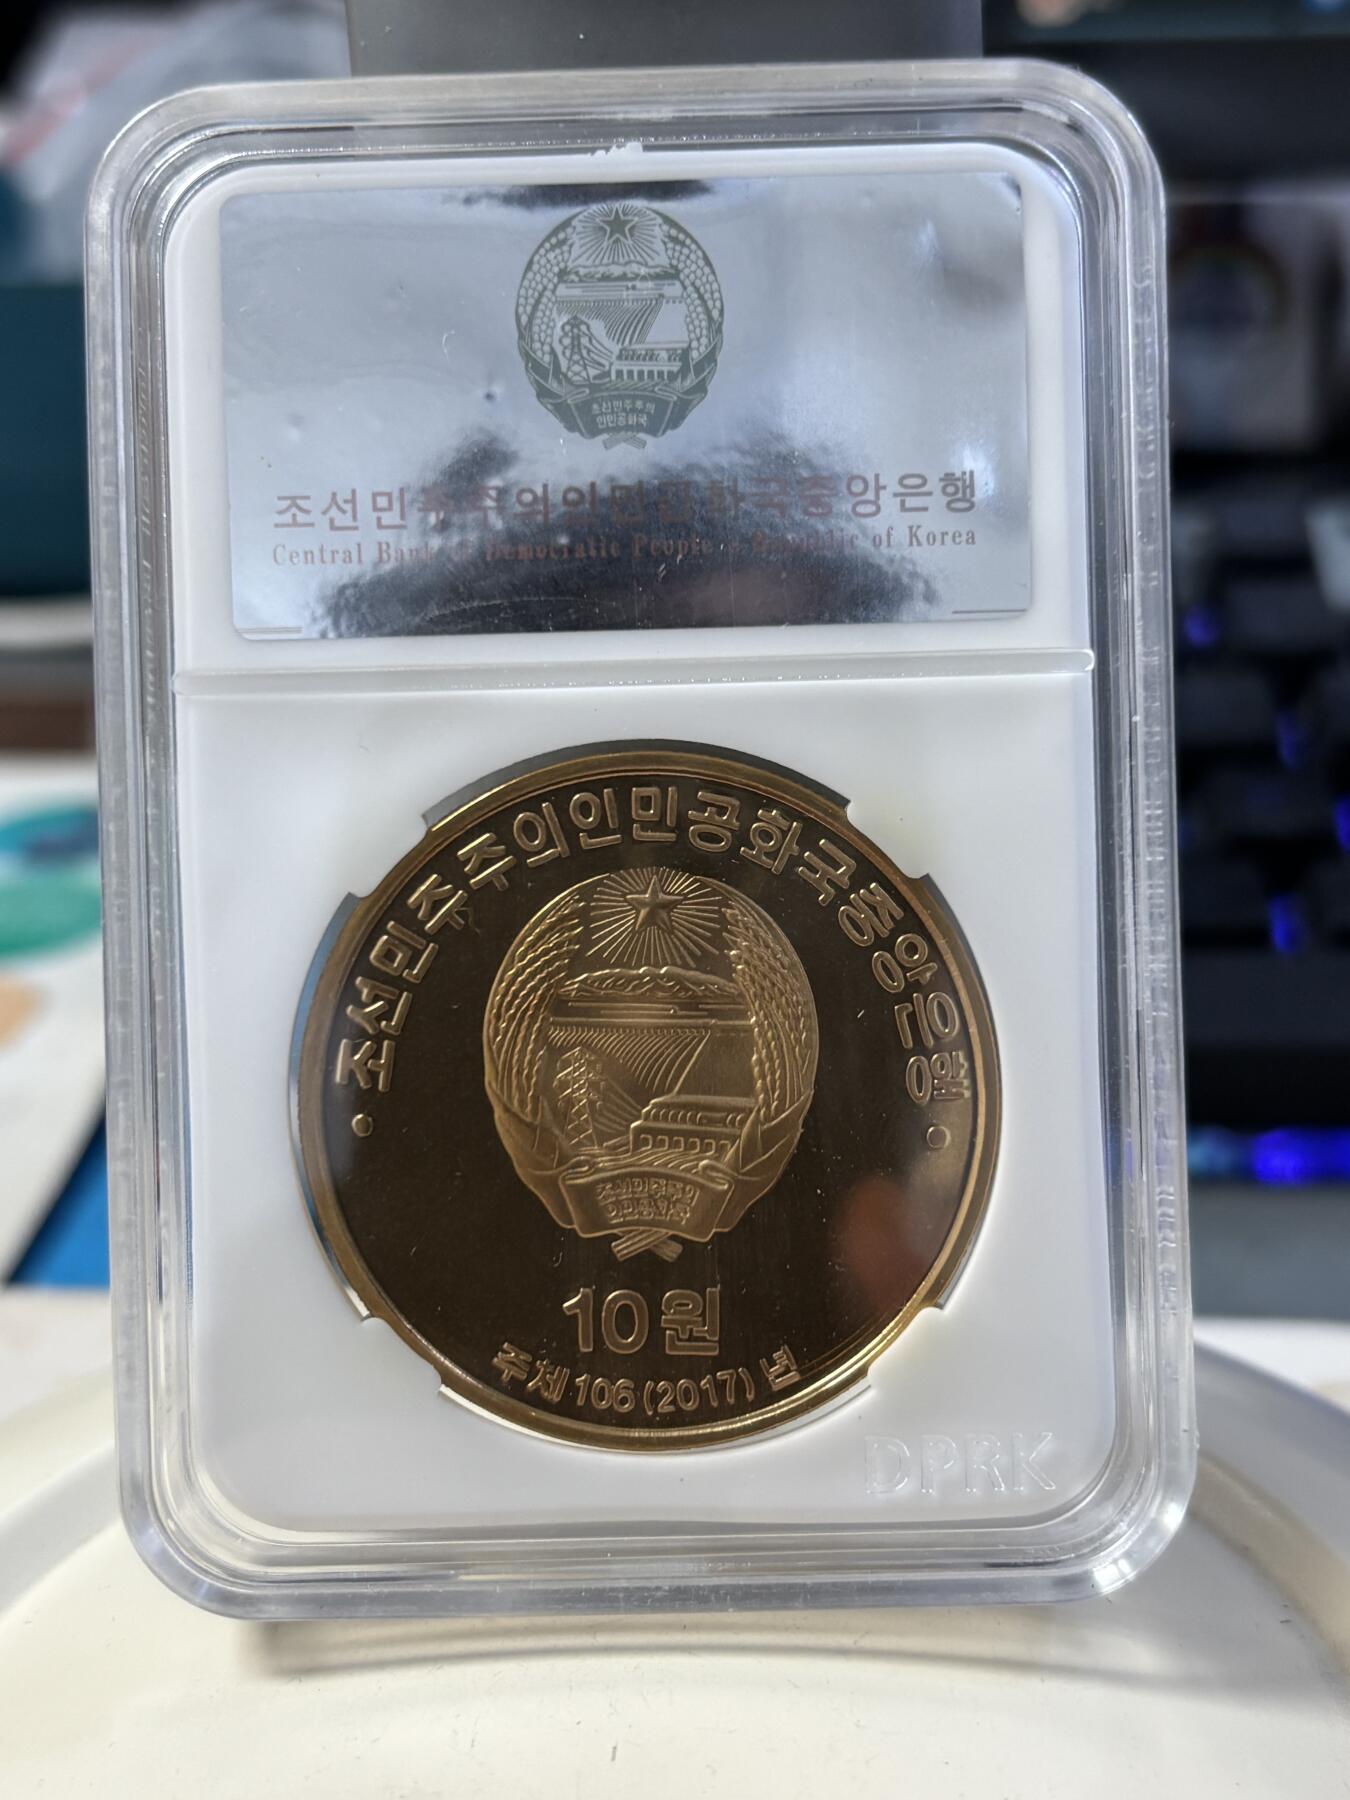 조선민주주의
인민공화국
조선민주주의인민공화국중앙은행
Central Bank of Democratic People's Republic of Korea
·조선민주주의인민공화국중앙은행·
조선민주주의
인민공화국
10원
주체106(2017)년
DPRK